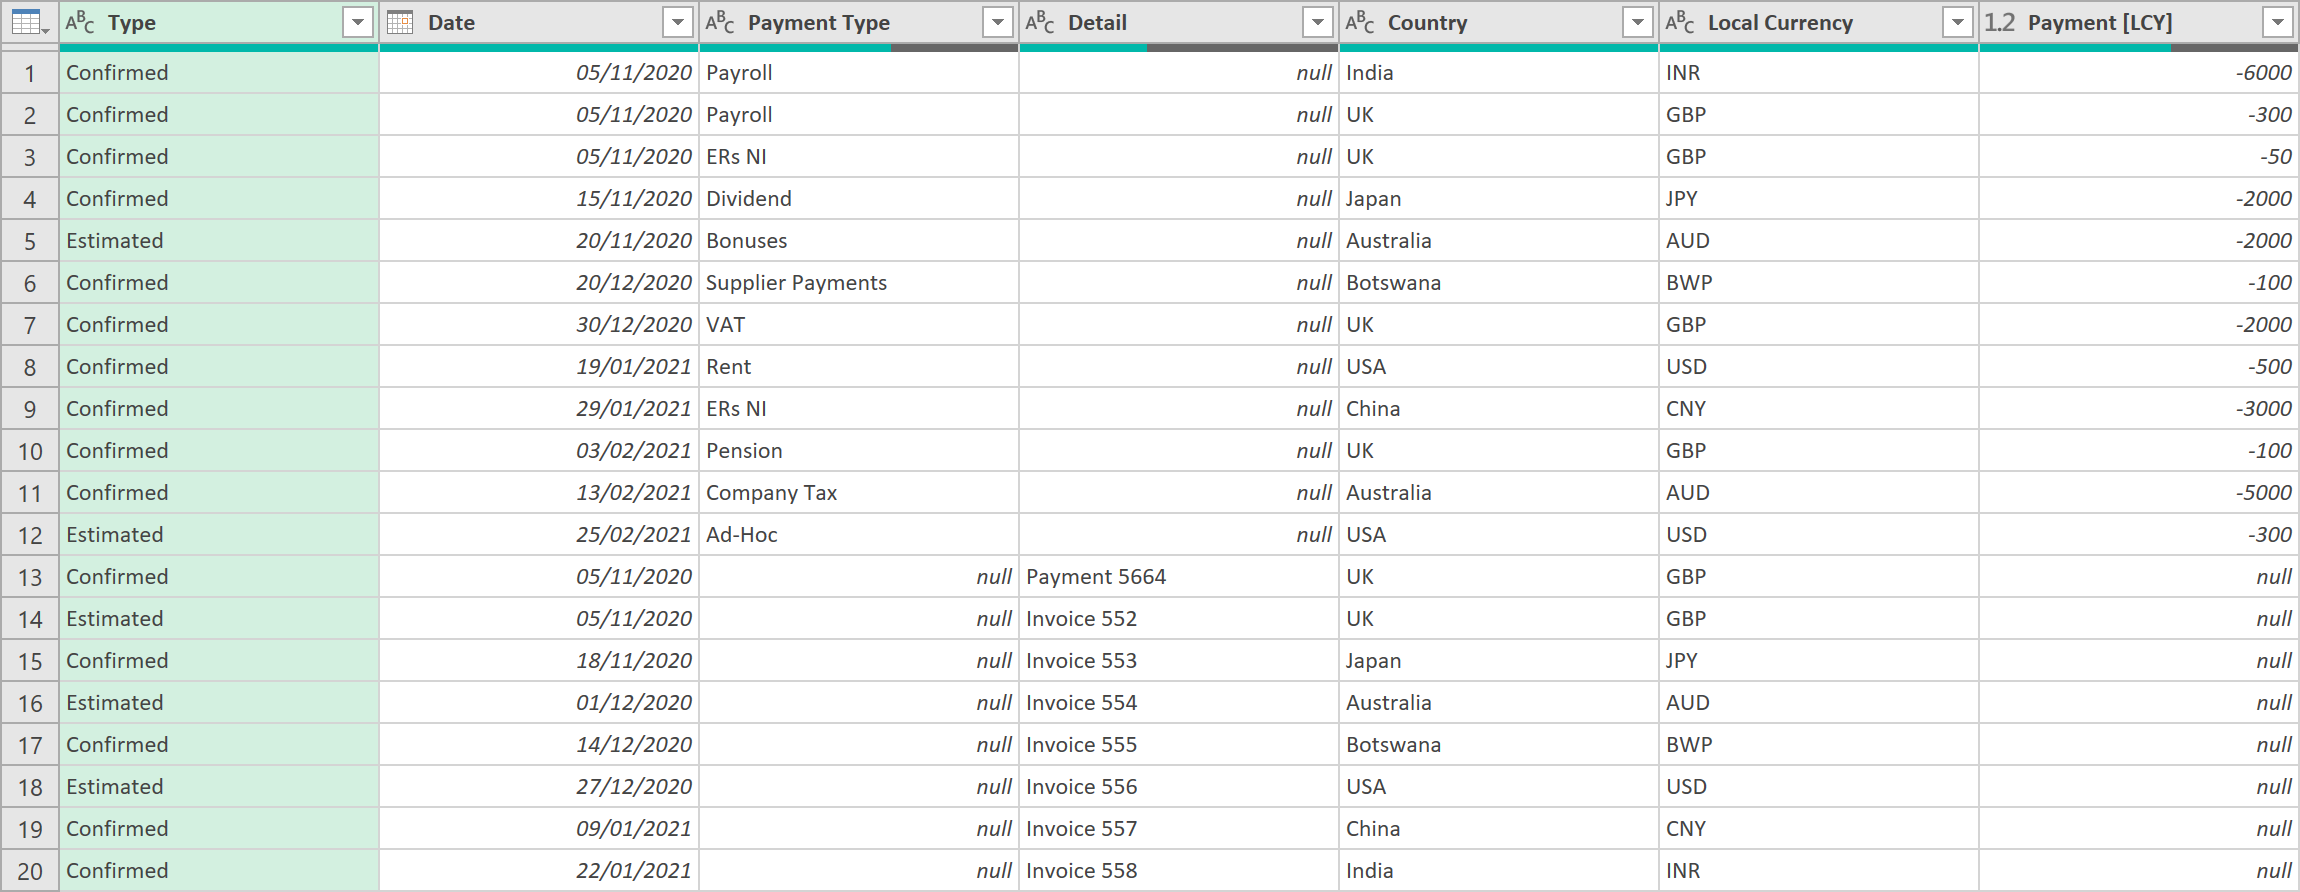 ABC Type Date ABC Payment Type ABC Detail ABC Country ABC Local Currency 1.2 Payment [LCY]
1 Confirmed 05/11/2020 Payroll null India INR -6000
2 Confirmed 05/11/2020 Payroll null UK GBP -300
3 Confirmed 05/11/2020 ERs NI null UK GBP -50
4 Confirmed 15/11/2020 Dividend null Japan JPY -2000
5 Estimated 20/11/2020 Bonuses null Australia AUD -2000
6 Confirmed 20/12/2020 Supplier Payments null Botswana BWP -100
7 Confirmed 30/12/2020 VAT null UK GBP -2000
8 Confirmed 19/01/2021 Rent null USA USD -500
9 Confirmed 29/01/2021 ERs NI null China CNY -3000
10 Confirmed 03/02/2021 Pension null UK GBP -100
11 Confirmed 13/02/2021 Company Tax null Australia AUD -5000
12 Estimated 25/02/2021 Ad-Hoc null USA USD -300
13 Confirmed 05/11/2020 null Payment 5664 UK GBP null
14 Estimated 05/11/2020 null Invoice 552 UK GBP null
15 Confirmed 18/11/2020 null Invoice 553 Japan JPY null
16 Estimated 01/12/2020 null Invoice 554 Australia AUD null
17 Confirmed 14/12/2020 null Invoice 555 Botswana BWP null
18 Estimated 27/12/2020 null Invoice 556 USA USD null
19 Confirmed 09/01/2021 null Invoice 557 China CNY null
20 Confirmed 22/01/2021 null Invoice 558 India INR null